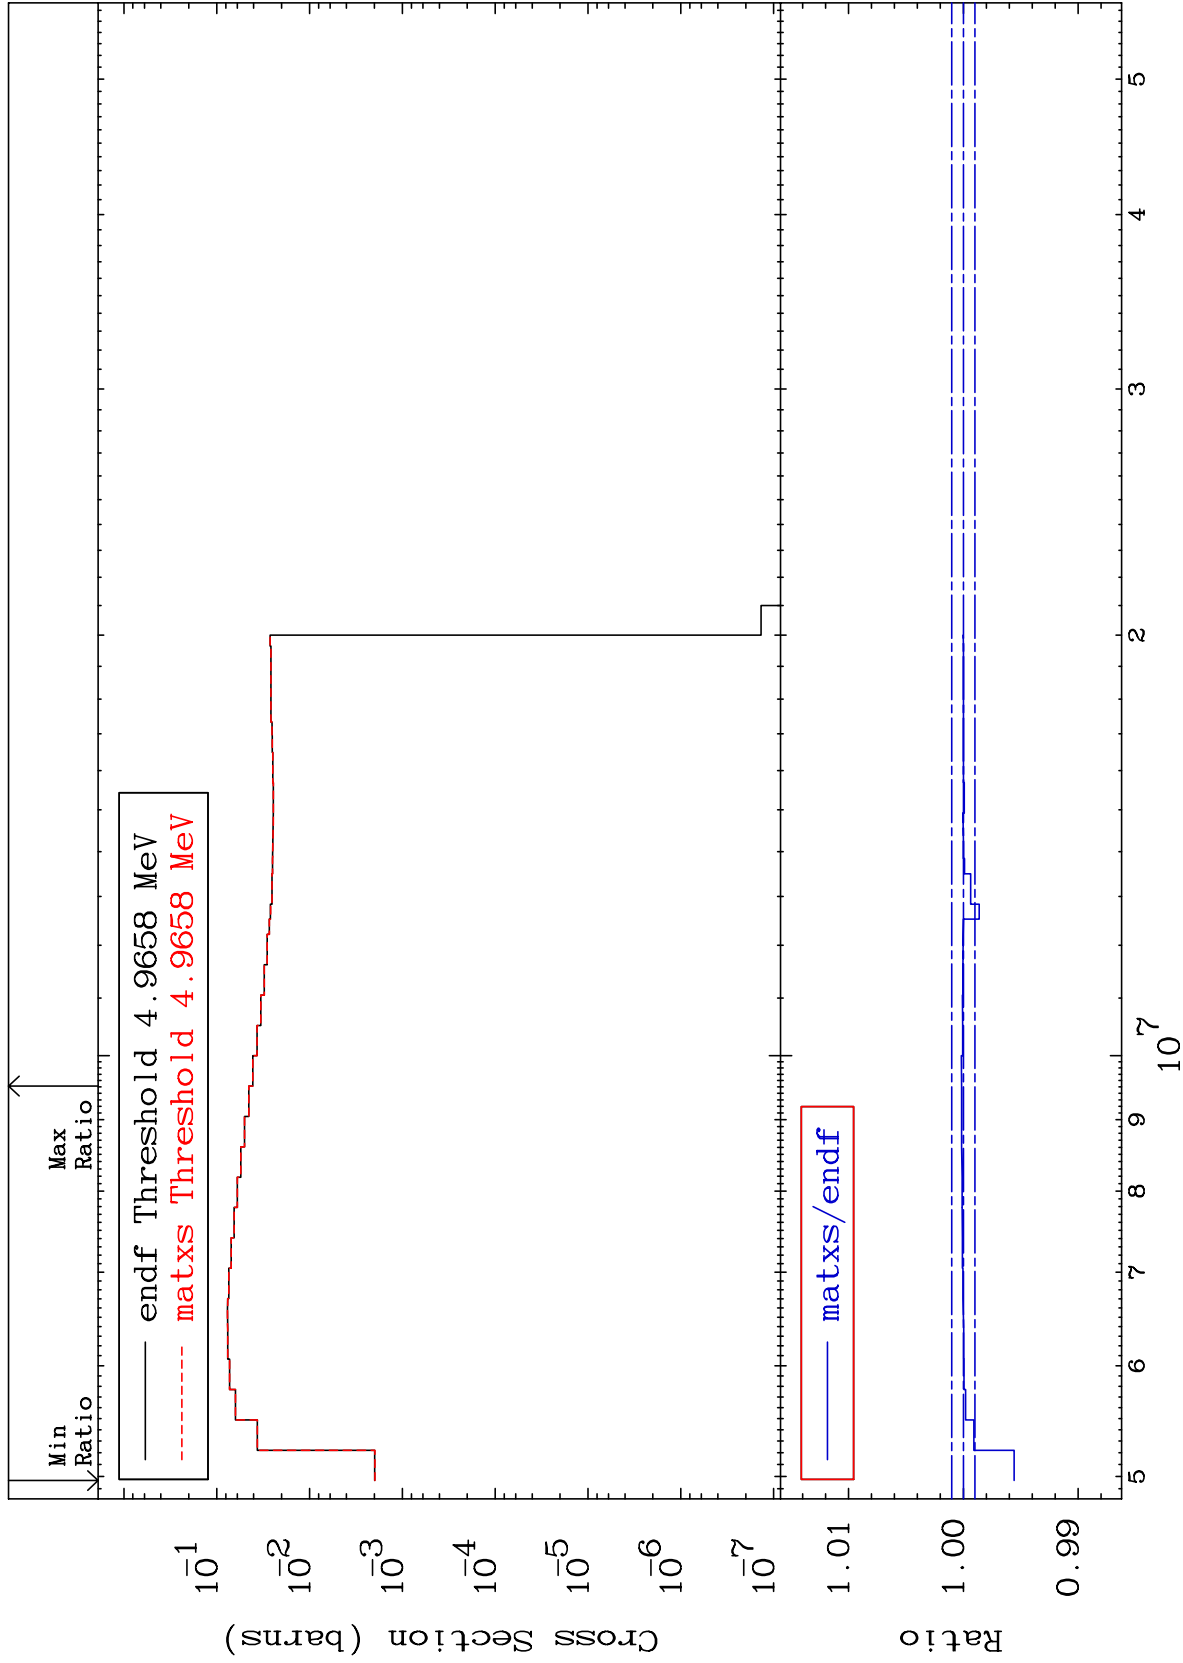 Min
Ratio
Max
Ratio
endf Threshold 4.9658 MeV
matxs Threshold 4.9658 MeV
Cross Section (barns)
10-1
10-2
10-3
10-4
10-5
10-6
10-7
matxs/endf
Ratio
1.01
1.00
0.99
5 6 7 8 9 10 7 2 3 4 5